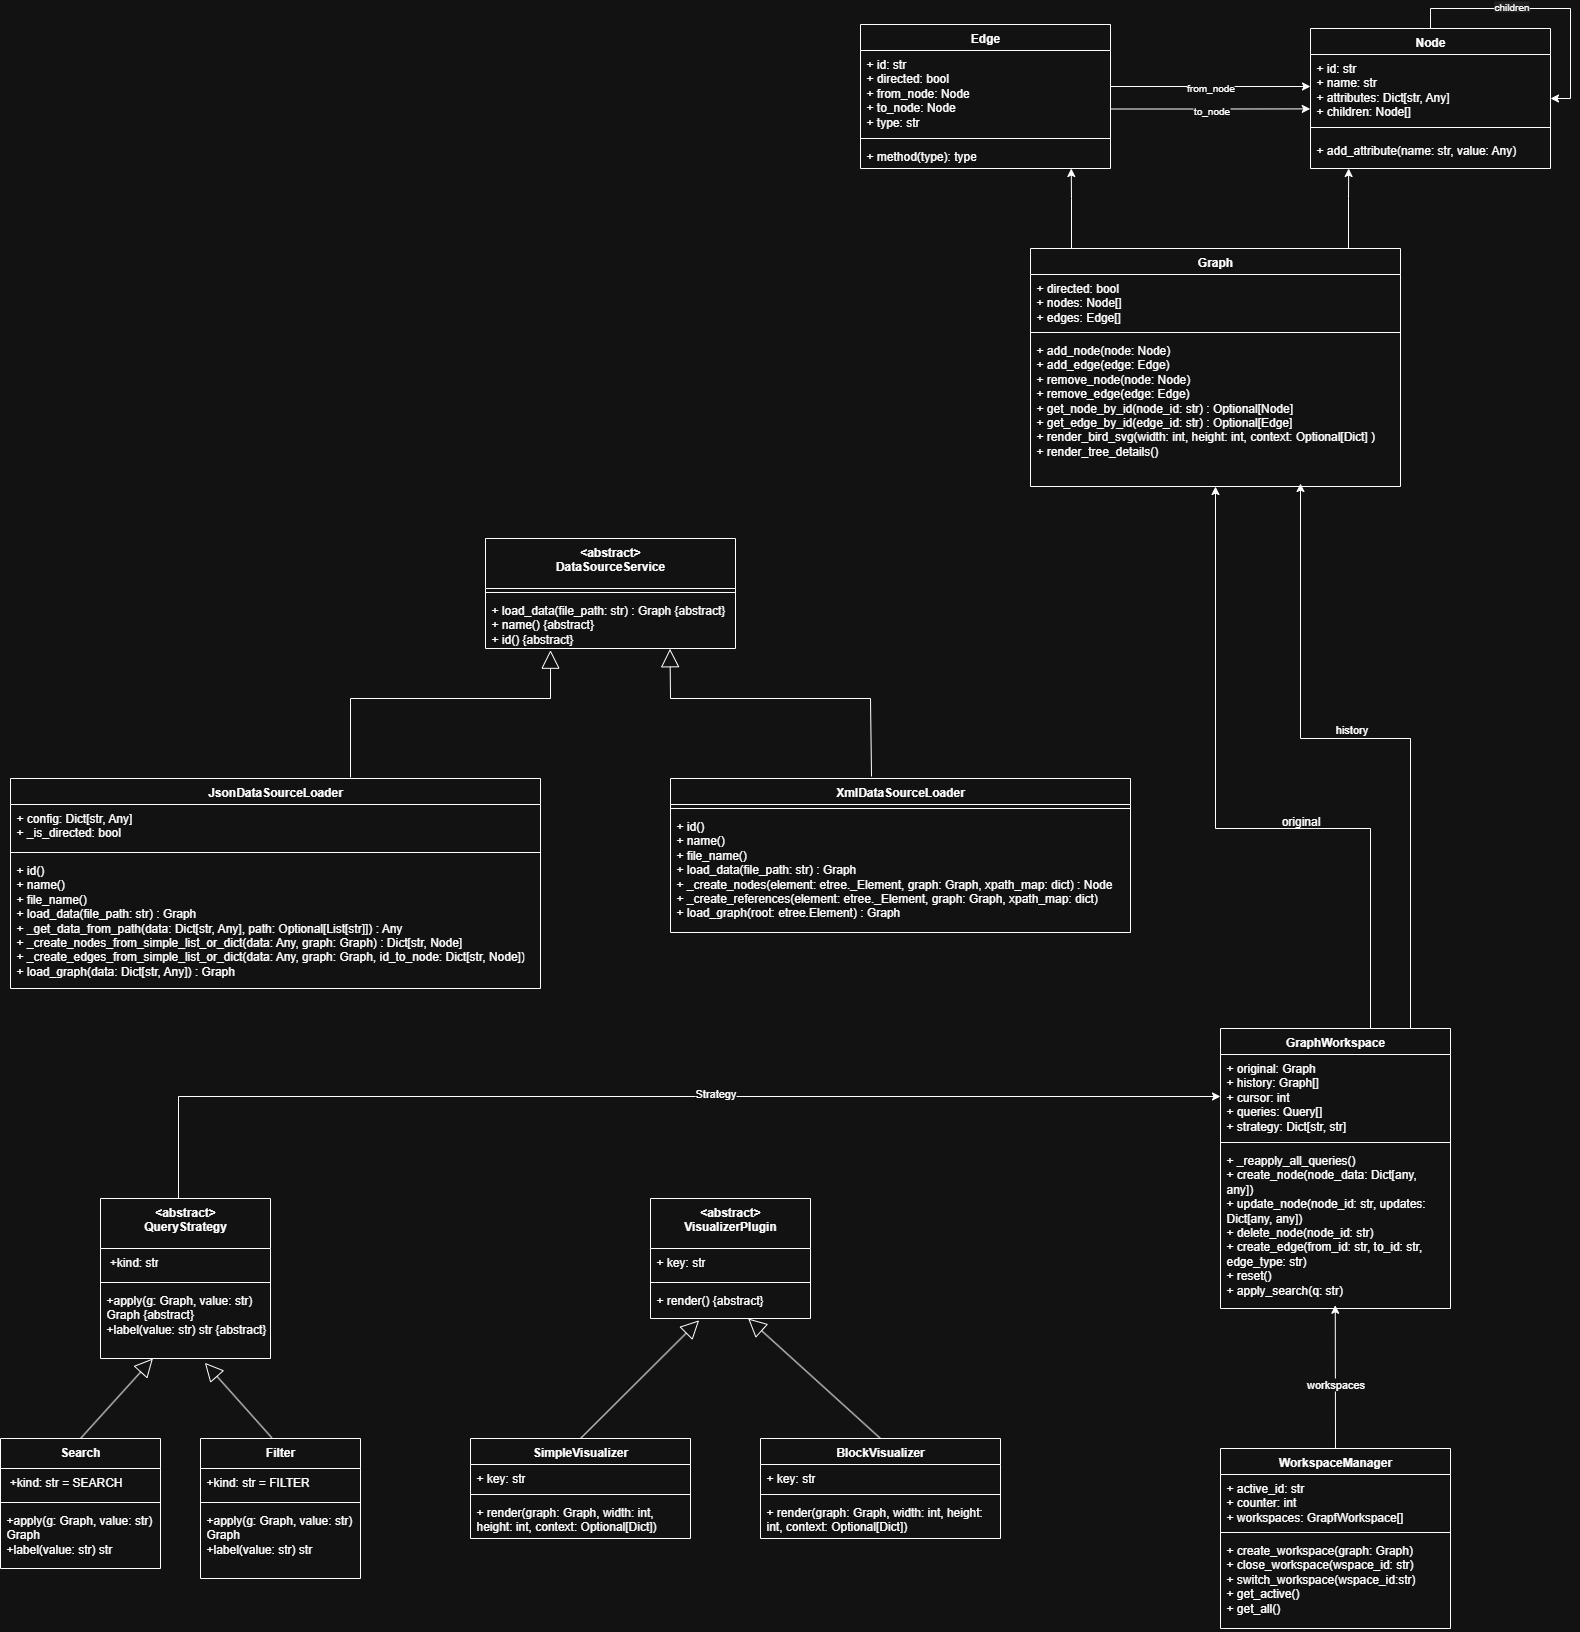 children
Edge
+ id: str
+ directed: bool
+ from_node: Node
+ to_node: Node
+ type: str
+ method(type): type
from_node
to_node
Node
+ id: str
+ name: str
+ attributes: Dict[str, Any]
+ children: Node[]
+ add_attribute(name: str, value: Any)
Graph
+ directed: bool
+ nodes: Node[]
+ edges: Edge[]
+ add_node(node: Node)
+ add_edge(edge: Edge)
+ remove_node(node: Node)
+ remove_edge(edge: Edge)
+ get_node_by_id(node_id: str) : Optional[Node]
+ get_edge_by_id(edge_id: str) : Optional[Edge]
+ render_bird_svg(width: int, height: int, context: Optional[Dict] )
+ render_tree_details()
<abstract>
DataSourceService
+ load_data(file_path: str) : Graph {abstract}
+ name() {abstract}
+ id() {abstract}
history
original
JsonDataSourceLoader
+ config: Dict[str, Any]
+ _is_directed: bool
+ id()
+ name()
+ file_name()
+ load_data(file_path: str) : Graph
+ _get_data_from_path(data: Dict[str, Any], path: Optional[List[str]]) : Any
+ _create_nodes_from_simple_list_or_dict(data: Any, graph: Graph) : Dict[str, Node]
+ _create_edges_from_simple_list_or_dict(data: Any, graph: Graph, id_to_node: Dict[str, Node])
+ load_graph(data: Dict[str, Any]) : Graph
XmlDataSourceLoader
+ id()
+ name()
+ file_name()
+ load_data(file_path: str) : Graph
+ _create_nodes(element: etree._Element, graph: Graph, xpath_map: dict) : Node
+ _create_references(element: etree._Element, graph: Graph, xpath_map: dict)
+ load_graph(root: etree.Element) : Graph
GraphWorkspace
+ original: Graph
+ history: Graph[]
+ cursor: int
+ queries: Query[]
+ strategy: Dict[str, str]
+ _reapply_all_queries()
+ create_node(node_data: Dict[any,
any])
+ update_node(node_id: str, updates:
Dict[any, any])
+ delete_node(node_id: str)
+ create_edge(from_id: str, to_id: str,
edge_type: str)
+ reset()
+ apply_search(q: str)
Strategy
<abstract>
QueryStrategy
+kind: str
+apply(g: Graph, value: str)
Graph {abstract}
+label(value: str) str {abstract}
<abstract>
VisualizerPlugin
+ key: str
+ render() {abstract}
workspaces
Search
+kind: str = SEARCH
+apply(g: Graph, value: str)
Graph
+label(value: str) str
Filter
+kind: str = FILTER
+apply(g: Graph, value: str)
Graph
+label(value: str) str
SimpleVisualizer
+ key: str
+ render(graph: Graph, width: int,
height: int, context: Optional[Dict])
BlockVisualizer
+ key: str
+ render(graph: Graph, width: int, height:
int, context: Optional[Dict])
WorkspaceManager
+ active_id: str
+ counter: int
+ workspaces: GrapfWorkspace[]
+ create_workspace(graph: Graph)
+ close_workspace(wspace_id: str)
+ switch_workspace(wspace_id:str)
+ get_active()
+ get_all()